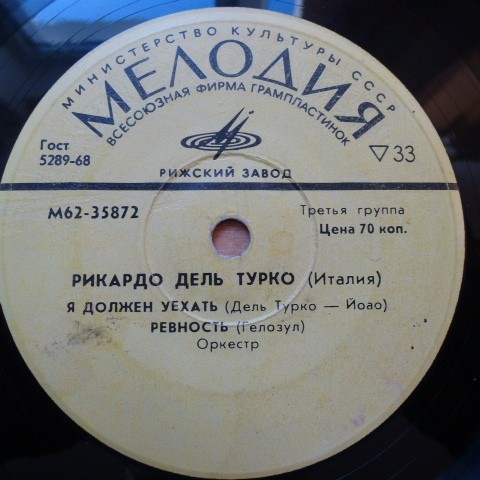 МИНИСТЕРСТВО КУЛЬТУРЫ СССР
МЕЛОДИЯ
ВСЕСОЮЗНАЯ ФИРМА ГРАМПЛАСТИНОК
Гост
5289-68
▽33
РИЖСКИЙ ЗАВОД
М62-35872
Третья группа
Цена 70 коп.
РИКАРДО ДЕЛЬ ТУРКО (Италия)
Я ДОЛЖЕН УЕХАТЬ (Дель Турко — Йоао)
РЕВНОСТЬ (Гелозул)
Оркестр